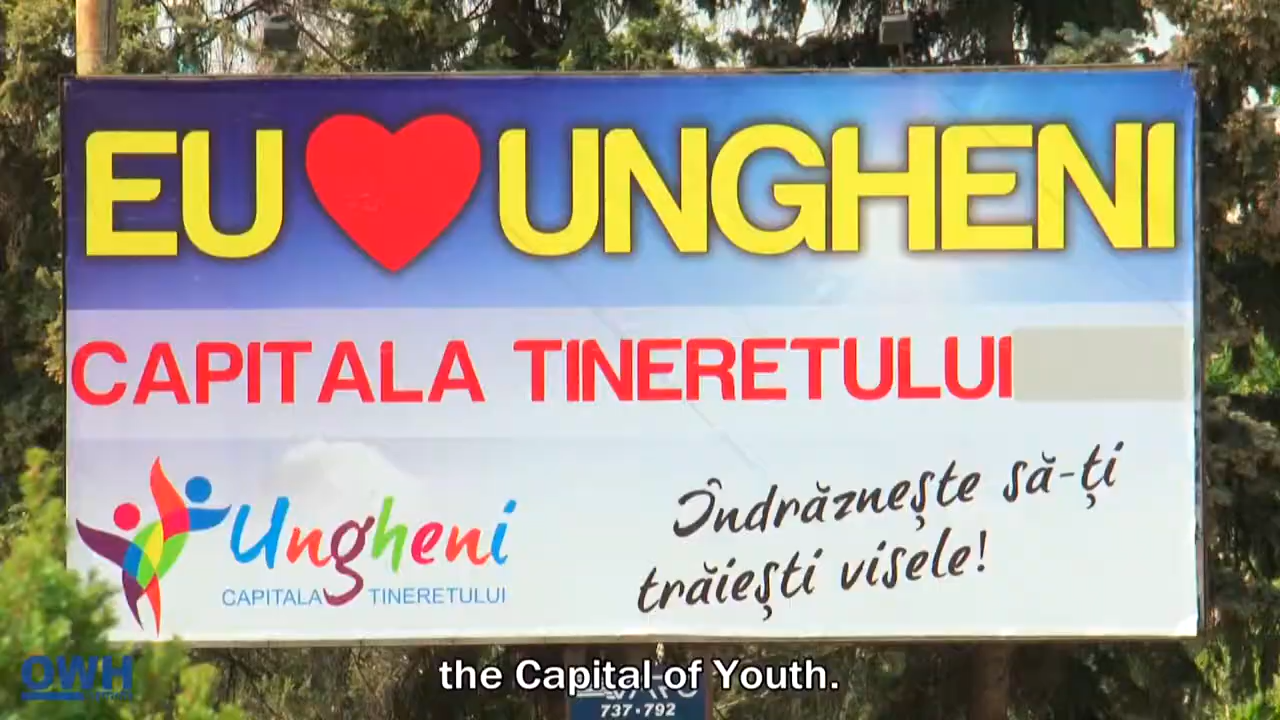 EU ❤ UNGHENI
CAPITALA TINERETULUI
Ungheni
CAPITALA TINERETULUI
Îndrăznește să-ți
trăiești visele!
OWH
the Capital of Youth.
737-792